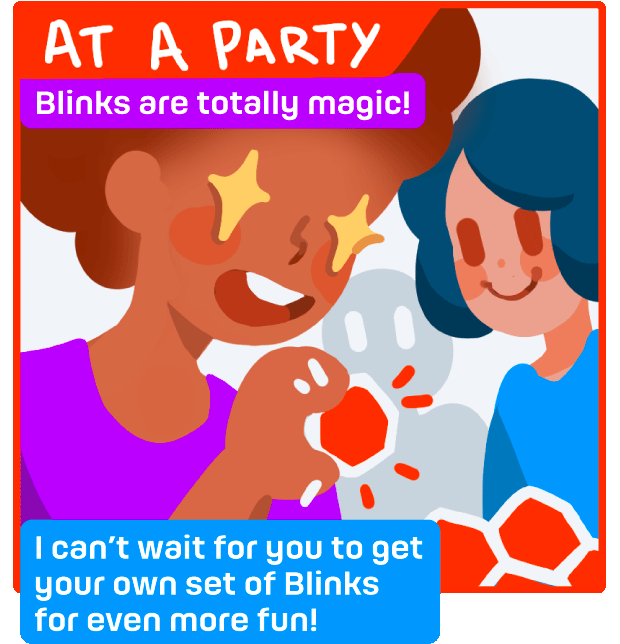 AT A PARTY
Blinks are totally magic!
I can't wait for you to get
your own set of Blinks
for even more fun!